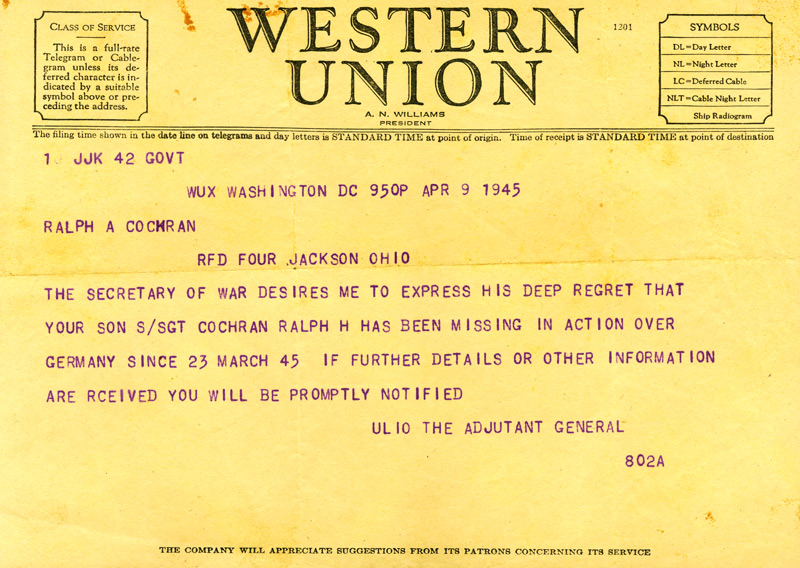 CLASS OF SERVICE
This is a full-rate
Telegram or Cable-
gram unless its de-
ferred character is in-
dicated by a suitable
symbol above or pre-
ceding the address.
WESTERN
UNION
A. N. WILLIAMS
PRESIDENT
1201
SYMBOLS
DL=Day Letter
NL=Night Letter
LC=Deferred Cable
NLT=Cable Night Letter
Ship Radiogram
The filing time shown in the date line on telegrams and day letters is STANDARD TIME at point of origin. Time of receipt is STANDARD TIME at point of destination
1 JJK 42 GOVT
WUX WASHINGTON DC 950P APR 9 1945
RALPH A COCHRAN
RFD FOUR JACKSON OHIO
THE SECRETARY OF WAR DESIRES ME TO EXPRESS HIS DEEP REGRET THAT
YOUR SON S/SGT COCHRAN RALPH H HAS BEEN MISSING IN ACTION OVER
GERMANY SINCE 23 MARCH 45 IF FURTHER DETAILS OR OTHER INFORMATION
ARE RCEIVED YOU WILL BE PROMPTLY NOTIFIED
ULIO THE ADJUTANT GENERAL
802A
THE COMPANY WILL APPRECIATE SUGGESTIONS FROM ITS PATRONS CONCERNING ITS SERVICE